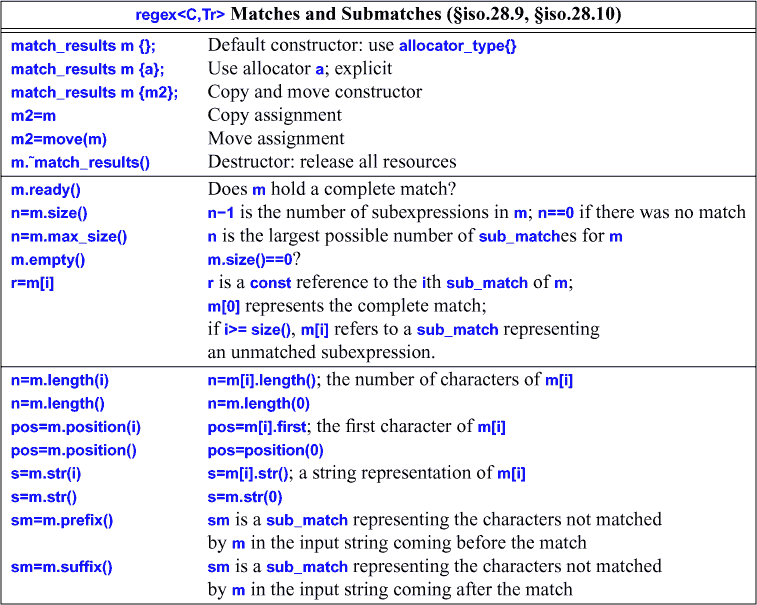 regex<C,Tr> Matches and Submatches (§iso.28.9, §iso.28.10)
match_results m {}; Default constructor: use allocator_type{}
match_results m {a}; Use allocator a; explicit
match_results m {m2}; Copy and move constructor
m2=m Copy assignment
m2=move(m) Move assignment
m.~match_results() Destructor: release all resources
m.ready() Does m hold a complete match?
n=m.size() n−1 is the number of subexpressions in m; n==0 if there was no match
n=m.max_size() n is the largest possible number of sub_matches for m
m.empty() m.size()==0?
r=m[i] r is a const reference to the ith sub_match of m;
m[0] represents the complete match;
if i>= size(), m[i] refers to a sub_match representing
an unmatched subexpression.
n=m.length(i) n=m[i].length(); the number of characters of m[i]
n=m.length() n=m.length(0)
pos=m.position(i) pos=m[i].first; the first character of m[i]
pos=m.position() pos=position(0)
s=m.str(i) s=m[i].str(); a string representation of m[i]
s=m.str() s=m.str(0)
sm=m.prefix() sm is a sub_match representing the characters not matched
by m in the input string coming before the match
sm=m.suffix() sm is a sub_match representing the characters not matched
by m in the input string coming after the match